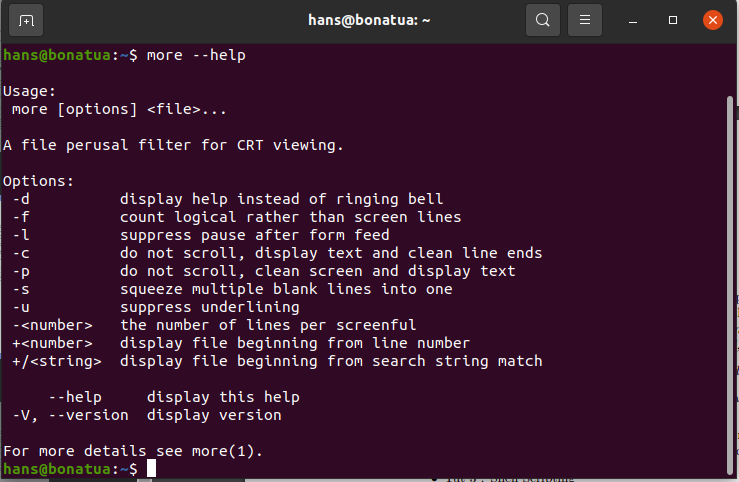 hans@bonatua: ~
hans@bonatua:~$ more --help
Usage:
more [options] <file>...
A file perusal filter for CRT viewing.
Options:
-d display help instead of ringing bell
-f count logical rather than screen lines
-l suppress pause after form feed
-c do not scroll, display text and clean line ends
-p do not scroll, clean screen and display text
-s squeeze multiple blank lines into one
-u suppress underlining
-<number> the number of lines per screenful
+<number> display file beginning from line number
+/<string> display file beginning from search string match
--help display this help
-V, --version display version
For more details see more(1).
hans@bonatua:~$